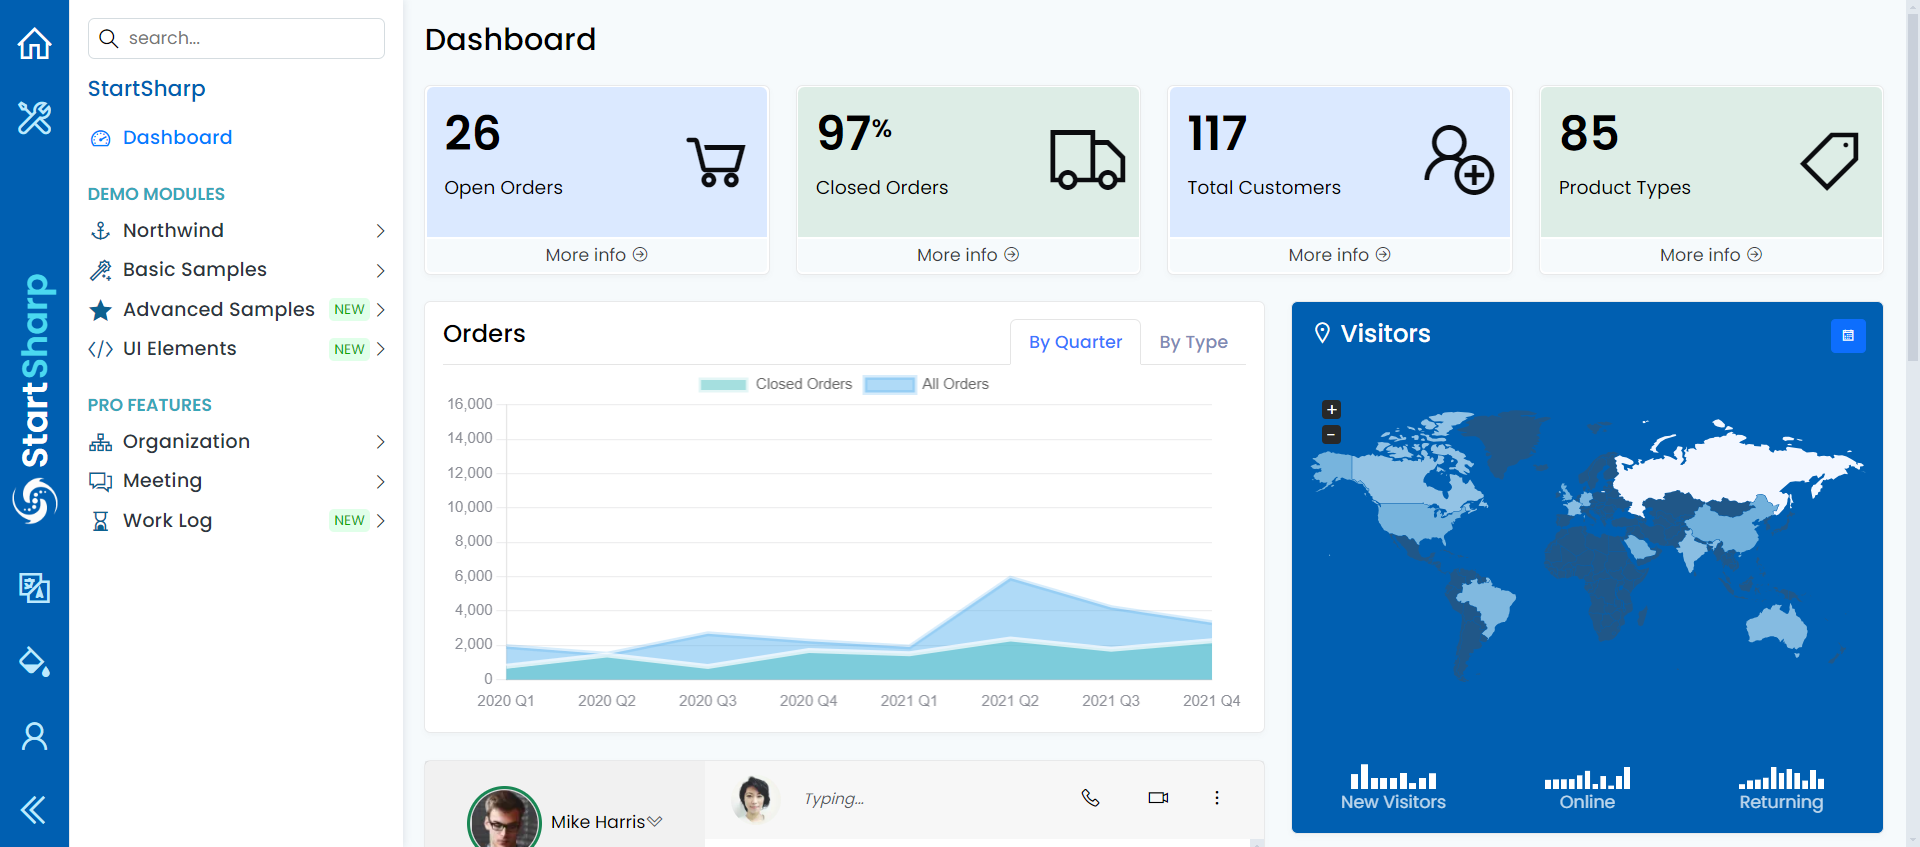 search...
StartSharp
Dashboard
DEMO MODULES
Northwind
Basic Samples
Advanced Samples NEW
UI Elements NEW
PRO FEATURES
Organization
Meeting
Work Log NEW
StartSharp
Dashboard
26
Open Orders
More info
97%
Closed Orders
More info
117
Total Customers
More info
85
Product Types
More info
Orders
By Quarter
By Type
Closed Orders
All Orders
16,000
14,000
12,000
10,000
8,000
6,000
4,000
2,000
0
2020 Q1
2020 Q2
2020 Q3
2020 Q4
2021 Q1
2021 Q2
2021 Q3
2021 Q4
Visitors
+
−
New Visitors
Online
Returning
Mike Harris
Typing...